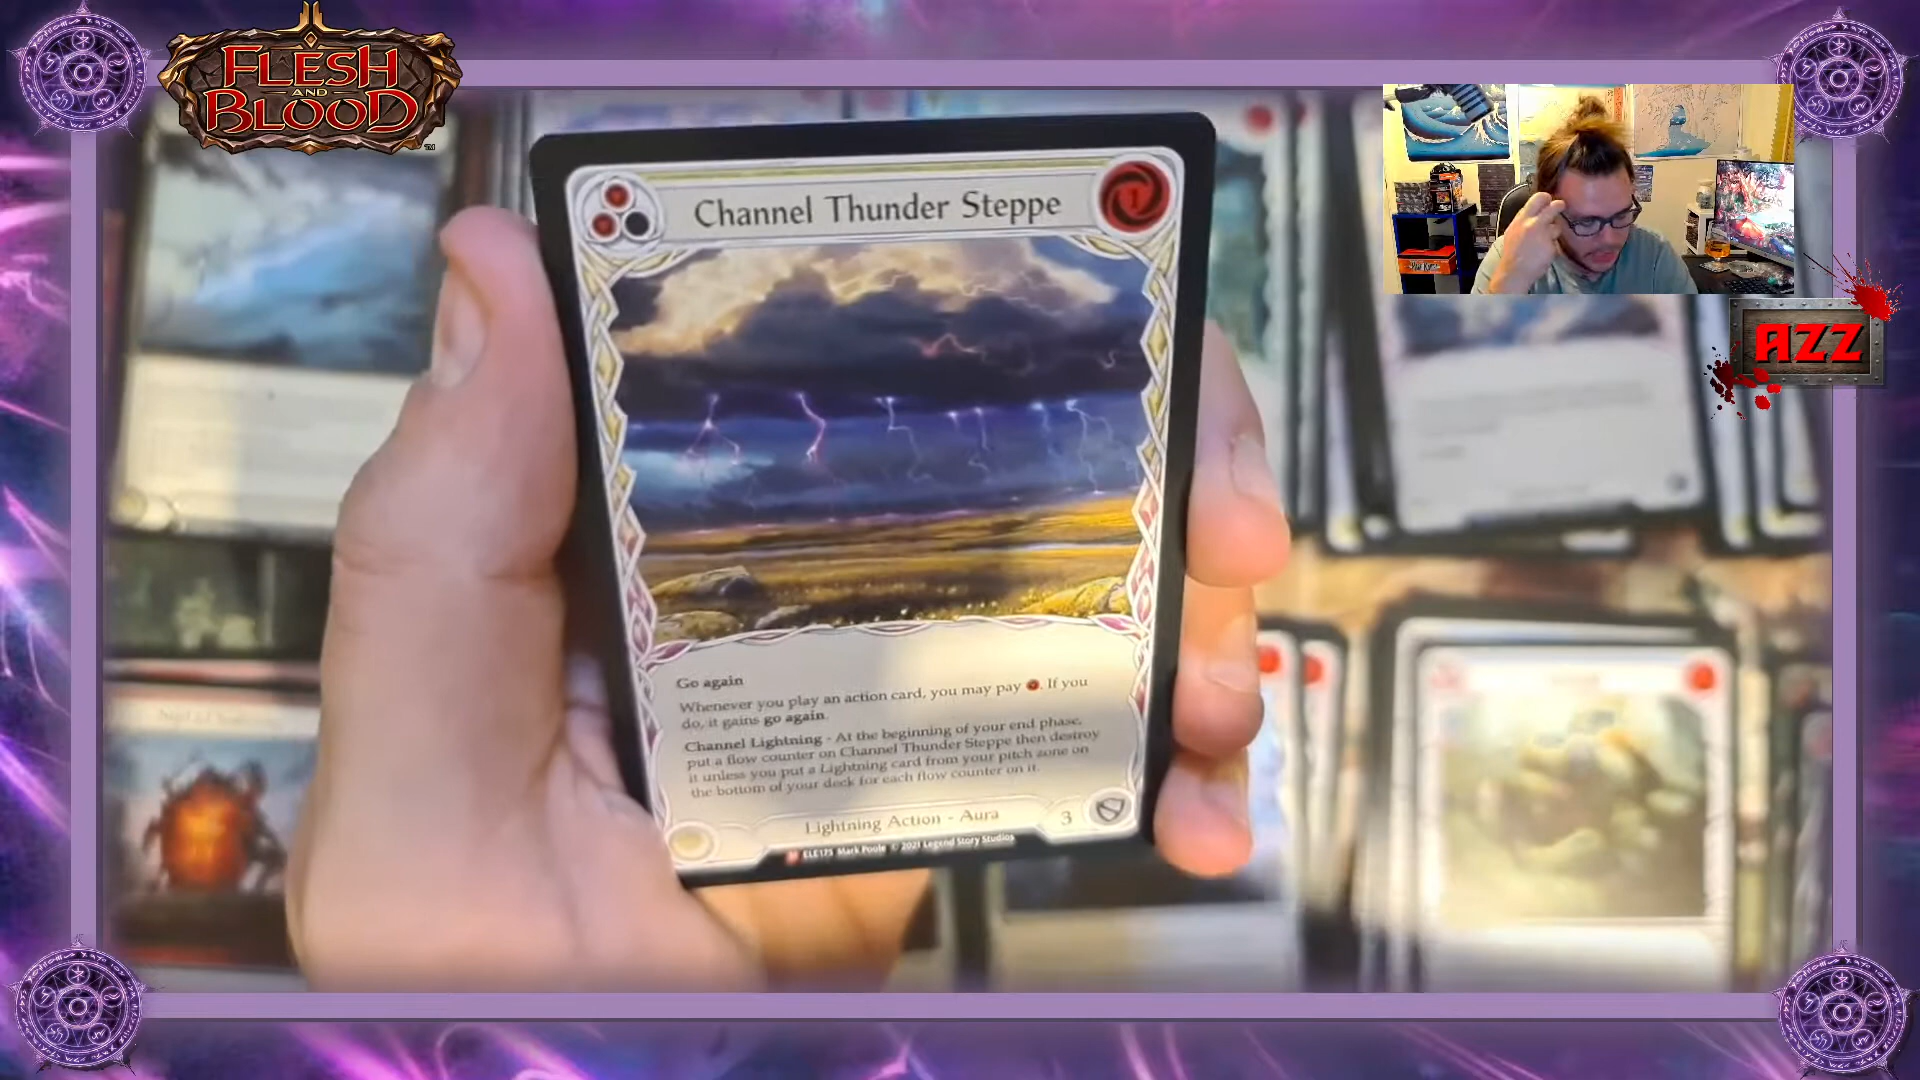 FLESH
AND
BLOOD
TM
Channel Thunder Steppe
1
AZZ
Go again
Whenever you play an action card, you may pay . If you
do, it gains go again.
Channel Lightning - At the beginning of your end phase,
put a flow counter on Channel Thunder Steppe then destroy
it unless you put a Lightning card from your pitch zone on
the bottom of your deck for each flow counter on it.
Lightning Action - Aura
3
M ELE175 Mark Poole © 2021 Legend Story Studios